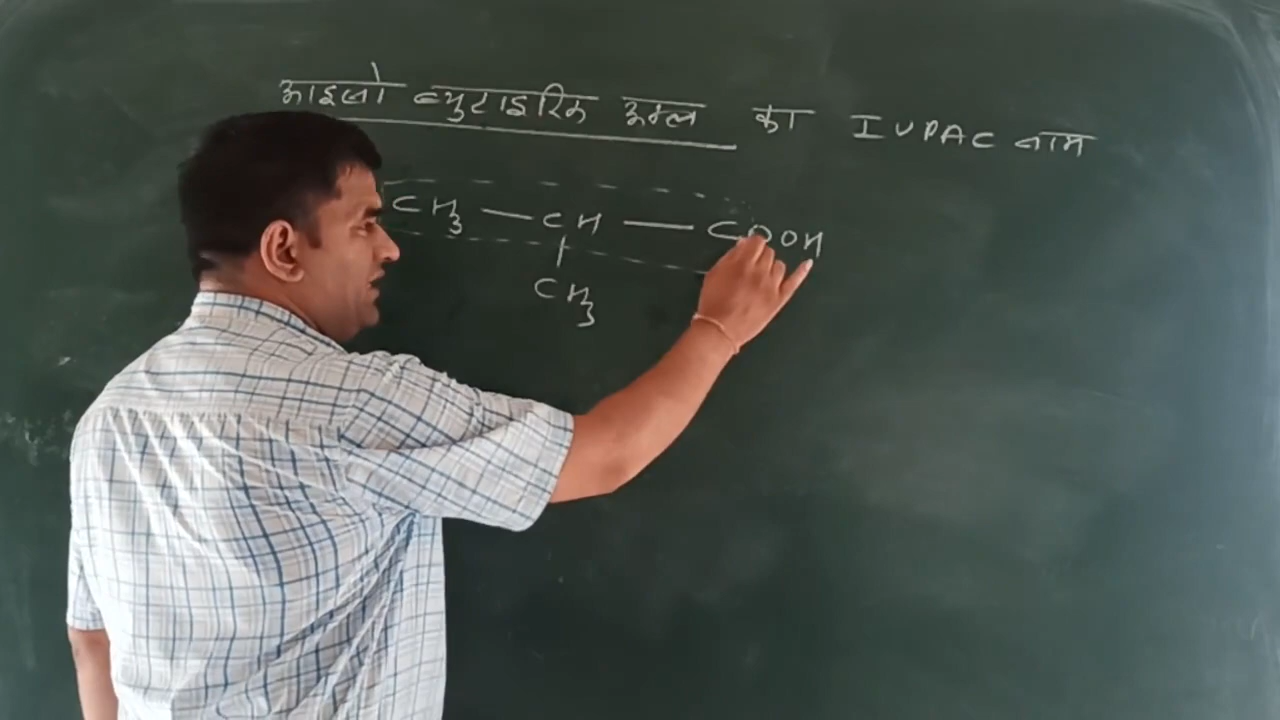 आइसो ब्युटाइरिक अम्ल का IUPAC नाम
CH3 — CH — COOH
CH3